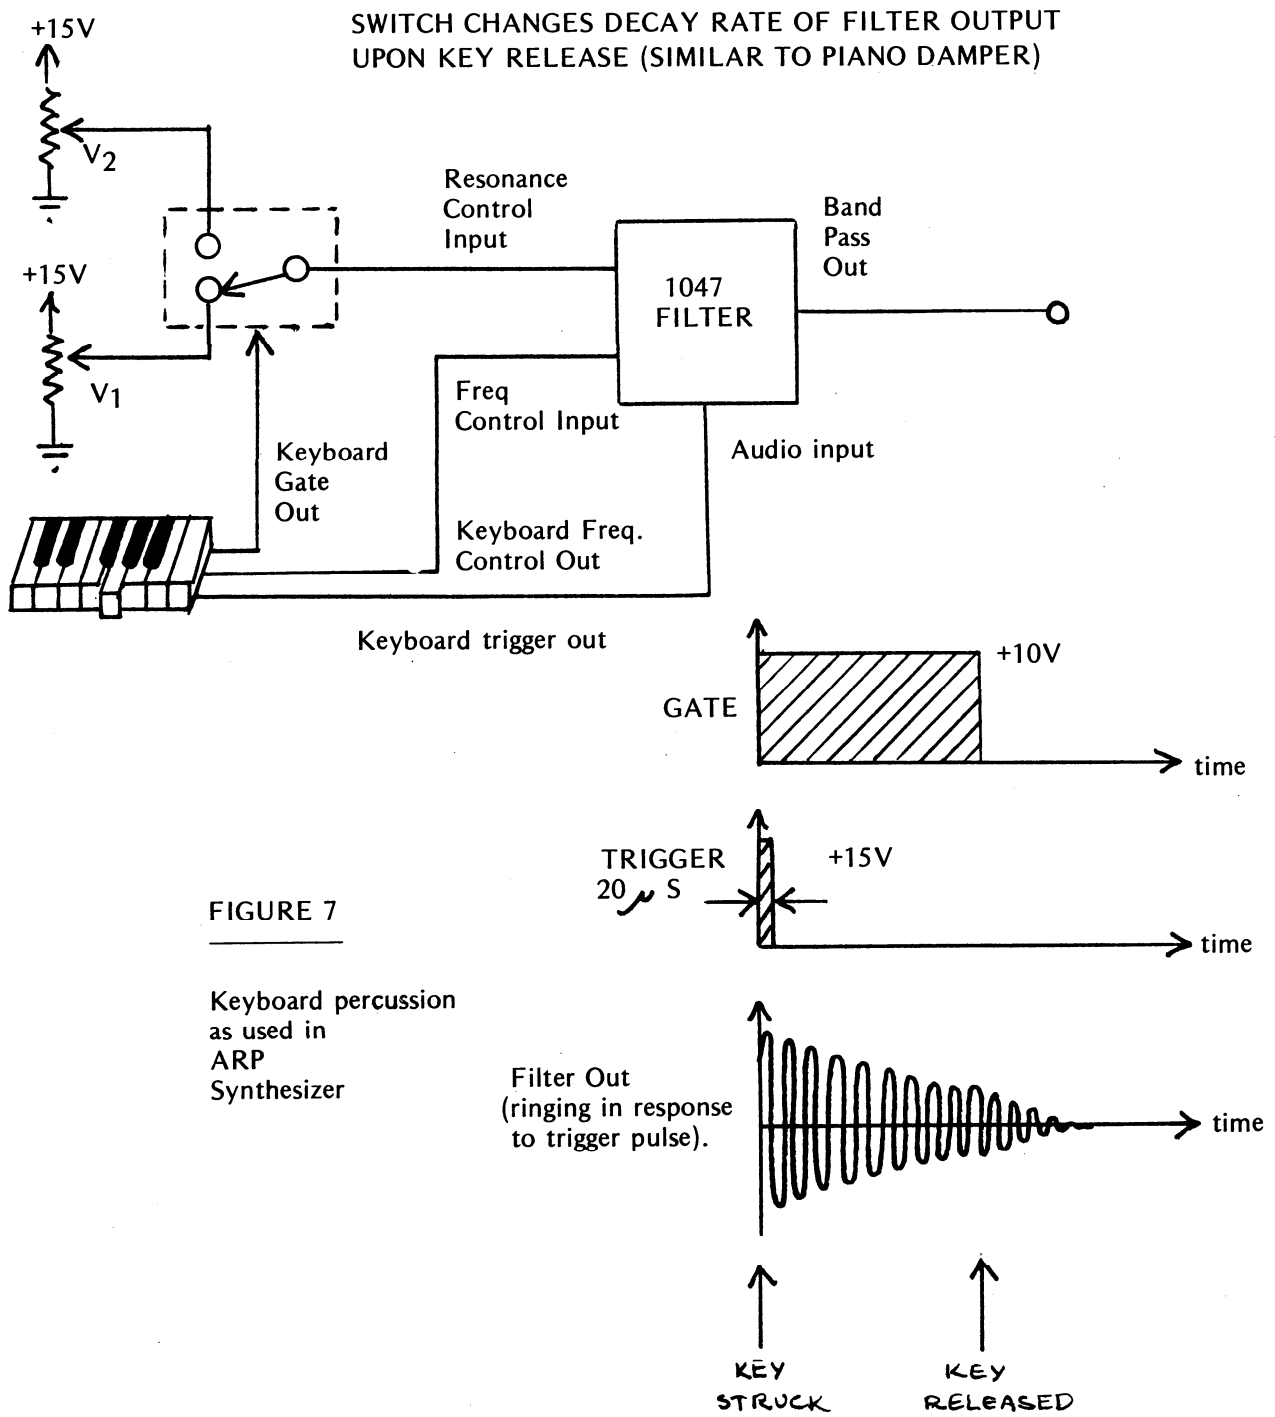 SWITCH CHANGES DECAY RATE OF FILTER OUTPUT
UPON KEY RELEASE (SIMILAR TO PIANO DAMPER)
+15V
V2
Resonance
Control
Input
Band
Pass
Out
+15V
V1
1047
FILTER
Freq
Control Input
Audio input
Keyboard
Gate
Out
Keyboard Freq.
Control Out
Keyboard trigger out
+10V
GATE
time
TRIGGER
20 μ S
+15V
time
FIGURE 7
Keyboard percussion
as used in
ARP
Synthesizer
Filter Out
(ringing in response
to trigger pulse).
time
KEY
STRUCK
KEY
RELEASED